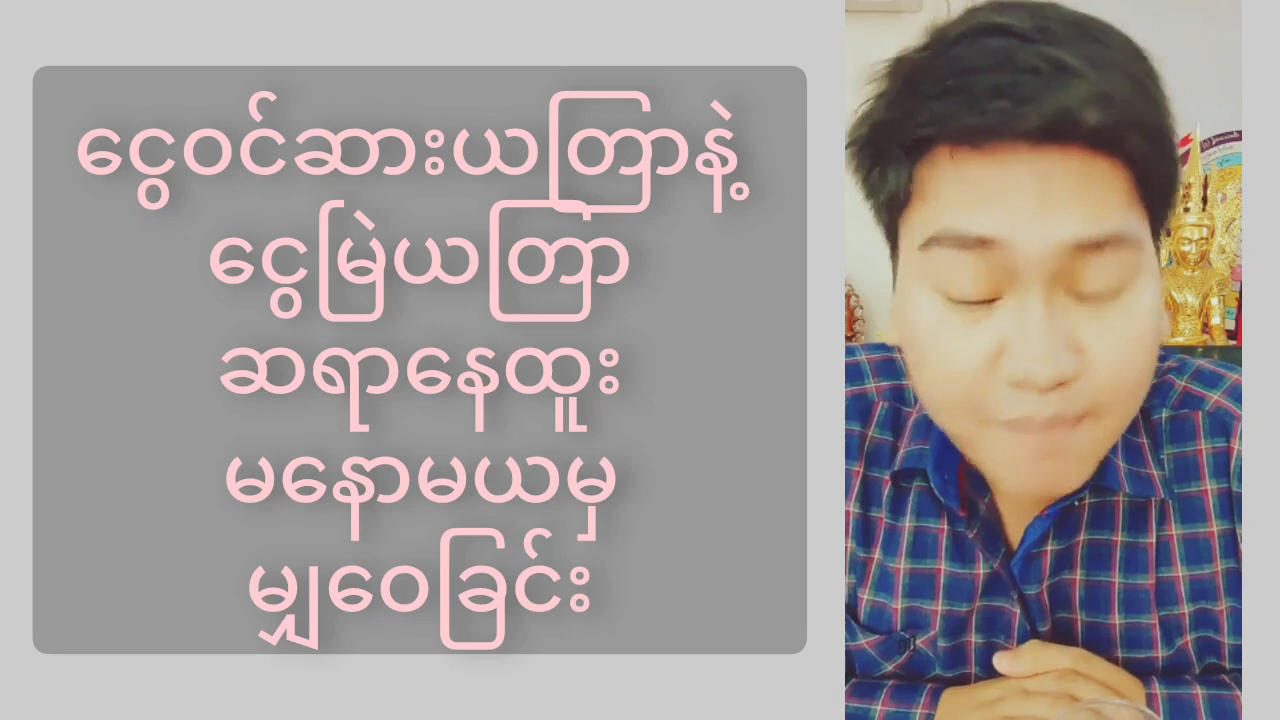 ငွေဝင်ဆားယတြာနဲ့
ငွေမြဲယတြာ
ဆရာနေထူး
မနောမယမှ
မျှဝေခြင်း